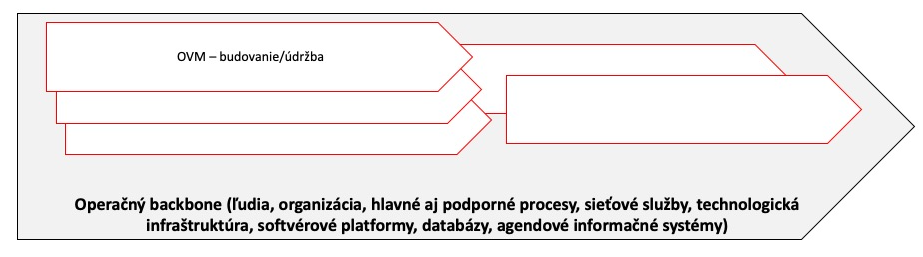 OVM – budovanie/údržba
Operačný backbone (ľudia, organizácia, hlavné aj podporné procesy, sieťové služby, technologická
infraštruktúra, softvérové platformy, databázy, agendové informačné systémy)